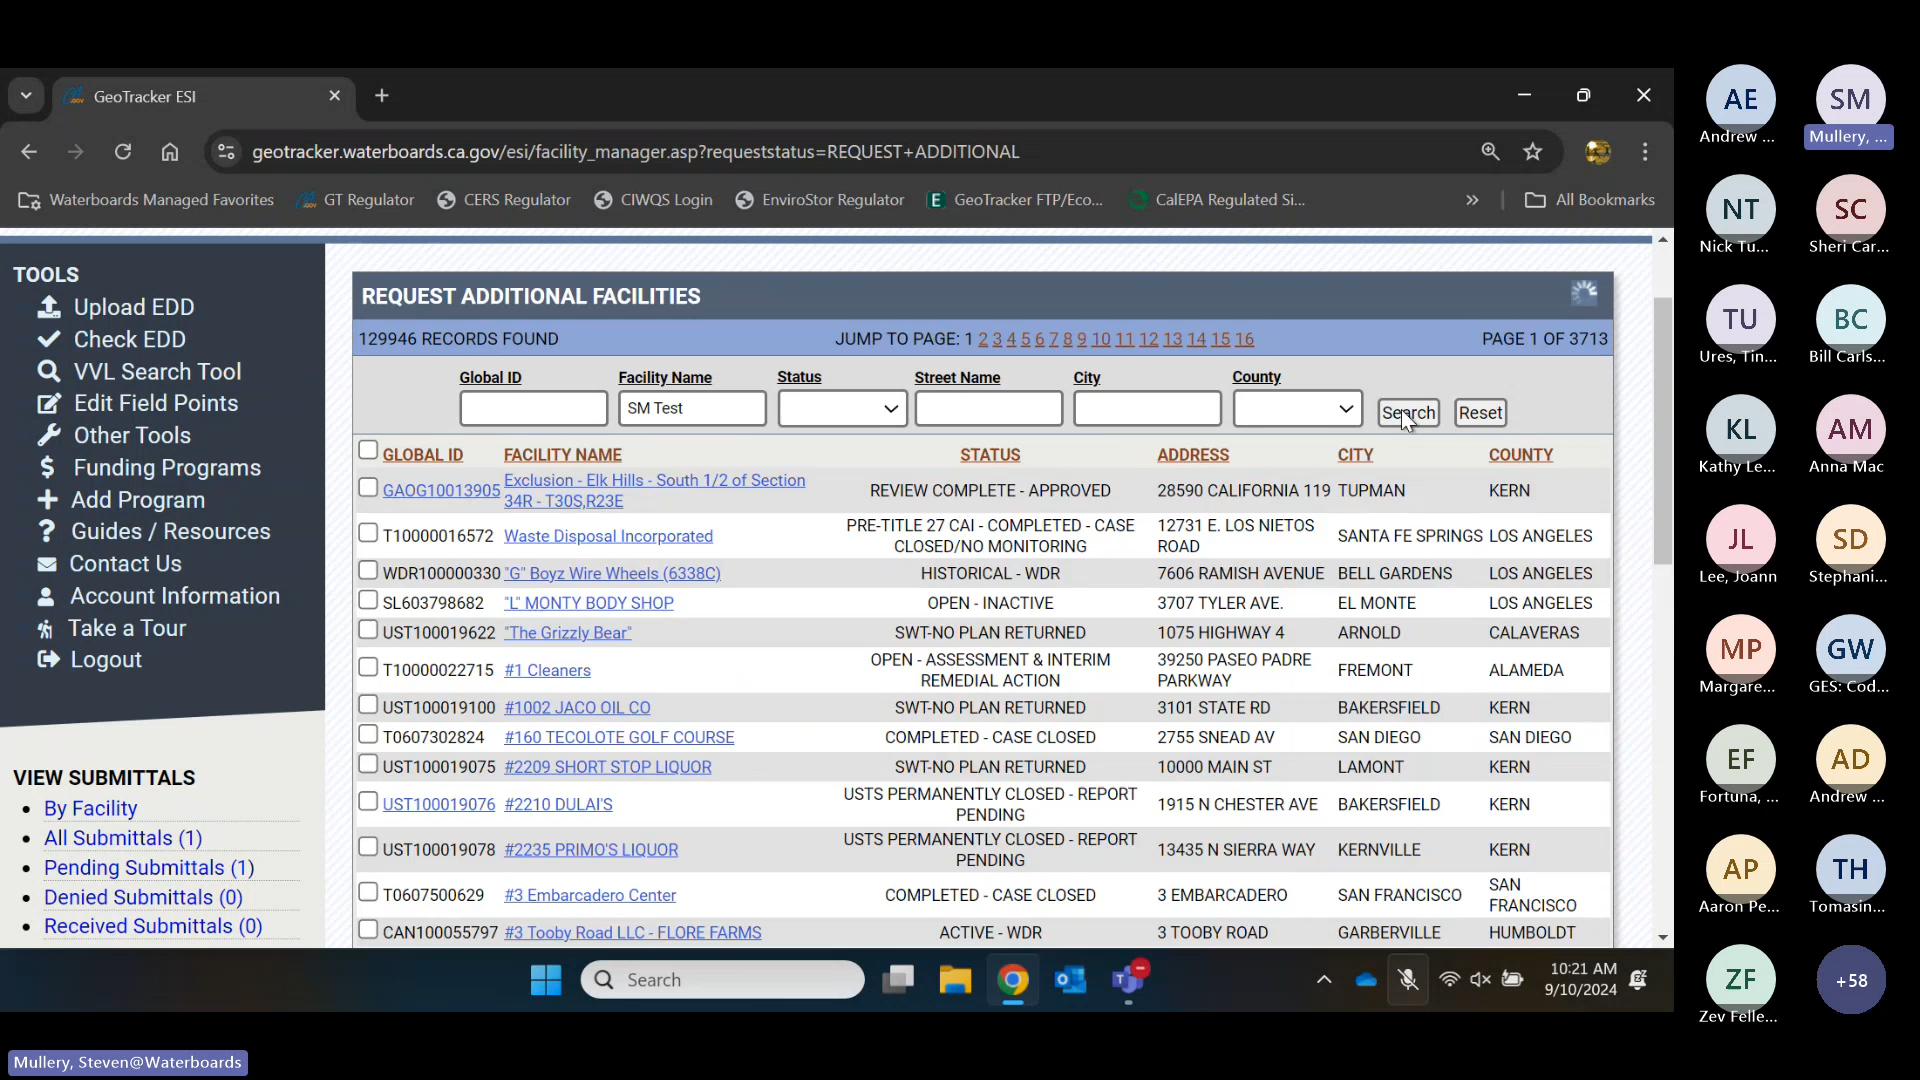 GeoTracker ESI
geotracker.waterboards.ca.gov/esi/facility_manager.asp?requeststatus=REQUEST+ADDITIONAL
Waterboards Managed Favorites GT Regulator CERS Regulator CIWQS Login EnviroStor Regulator E GeoTracker FTP/Eco... CalEPA Regulated Si... » All Bookmarks
TOOLS
Upload EDD
Check EDD
VVL Search Tool
Edit Field Points
Other Tools
Funding Programs
Add Program
Guides / Resources
Contact Us
Account Information
Take a Tour
Logout
VIEW SUBMITTALS
By Facility
All Submittals (1)
Pending Submittals (1)
Denied Submittals (0)
Received Submittals (0)
REQUEST ADDITIONAL FACILITIES
129946 RECORDS FOUND JUMP TO PAGE: 1 2 3 4 5 6 7 8 9 10 11 12 13 14 15 16 PAGE 1 OF 3713
Global ID Facility Name Status Street Name City County
SM Test Search Reset
GLOBAL ID FACILITY NAME STATUS ADDRESS CITY COUNTY
GAOG10013905 Exclusion - Elk Hills - South 1/2 of Section 34R - T30S,R23E REVIEW COMPLETE - APPROVED 28590 CALIFORNIA 119 TUPMAN KERN
T10000016572 Waste Disposal Incorporated PRE-TITLE 27 CAI - COMPLETED - CASE CLOSED/NO MONITORING 12731 E. LOS NIETOS ROAD SANTA FE SPRINGS LOS ANGELES
WDR100000330 "G" Boyz Wire Wheels (6338C) HISTORICAL - WDR 7606 RAMISH AVENUE BELL GARDENS LOS ANGELES
SL603798682 "L" MONTY BODY SHOP OPEN - INACTIVE 3707 TYLER AVE. EL MONTE LOS ANGELES
UST100019622 "The Grizzly Bear" SWT-NO PLAN RETURNED 1075 HIGHWAY 4 ARNOLD CALAVERAS
T10000022715 #1 Cleaners OPEN - ASSESSMENT & INTERIM REMEDIAL ACTION 39250 PASEO PADRE PARKWAY FREMONT ALAMEDA
UST100019100 #1002 JACO OIL CO SWT-NO PLAN RETURNED 3101 STATE RD BAKERSFIELD KERN
T0607302824 #160 TECOLOTE GOLF COURSE COMPLETED - CASE CLOSED 2755 SNEAD AV SAN DIEGO SAN DIEGO
UST100019075 #2209 SHORT STOP LIQUOR SWT-NO PLAN RETURNED 10000 MAIN ST LAMONT KERN
UST100019076 #2210 DULAI'S USTS PERMANENTLY CLOSED - REPORT PENDING 1915 N CHESTER AVE BAKERSFIELD KERN
UST100019078 #2235 PRIMO'S LIQUOR USTS PERMANENTLY CLOSED - REPORT PENDING 13435 N SIERRA WAY KERNVILLE KERN
T0607500629 #3 Embarcadero Center COMPLETED - CASE CLOSED 3 EMBARCADERO SAN FRANCISCO SAN FRANCISCO
CAN100055797 #3 Tooby Road LLC - FLORE FARMS ACTIVE - WDR 3 TOOBY ROAD GARBERVILLE HUMBOLDT
Search
10:21 AM
9/10/2024
AE SM
Andrew ... Mullery, ...
NT SC
Nick Tu... Sheri Car...
TU BC
Ures, Tin... Bill Carls...
KL AM
Kathy Le... Anna Mac
JL SD
Lee, Joann Stephani...
MP GW
Margare... GES: Cod...
EF AD
Fortuna, ... Andrew ...
AP TH
Aaron Pe... Tomasin...
ZF +58
Zev Felle...
Mullery, Steven@Waterboards